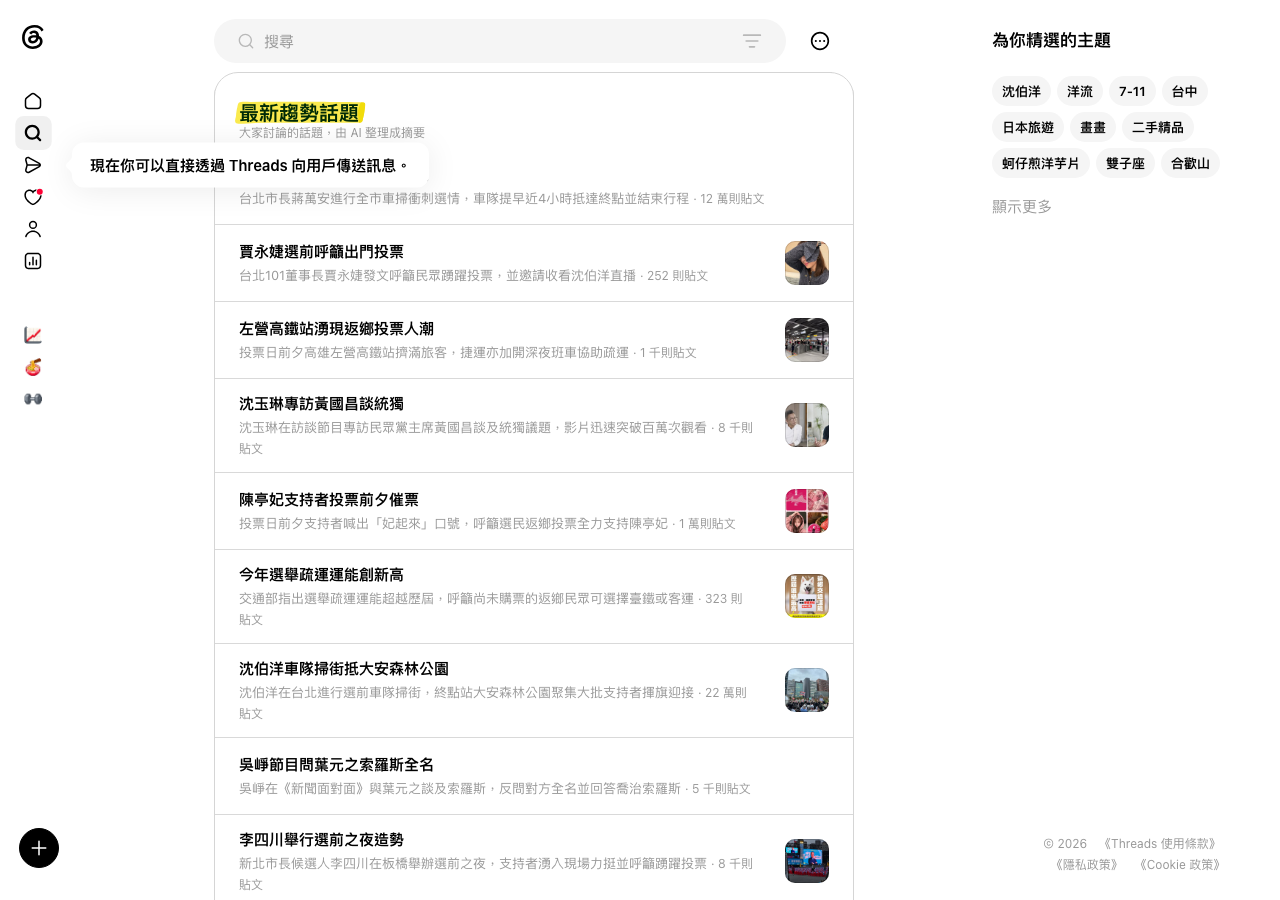 搜尋
最新趨勢話題
大家討論的話題，由 AI 整理成摘要
現在你可以直接透過 Threads 向用戶傳送訊息。
台北市長蔣萬安進行全市車掃衝刺選情，車隊提早近4小時抵達終點並結束行程 · 12 萬則貼文
賈永婕選前呼籲出門投票
台北101董事長賈永婕發文呼籲民眾踴躍投票，並邀請收看沈伯洋直播 · 252 則貼文
左營高鐵站湧現返鄉投票人潮
投票日前夕高雄左營高鐵站擠滿旅客，捷運亦加開深夜班車協助疏運 · 1 千則貼文
沈玉琳專訪黃國昌談統獨
沈玉琳在訪談節目專訪民眾黨主席黃國昌談及統獨議題，影片迅速突破百萬次觀看 · 8 千則
貼文
陳亭妃支持者投票前夕催票
投票日前夕支持者喊出「妃起來」口號，呼籲選民返鄉投票全力支持陳亭妃 · 1 萬則貼文
今年選舉疏運運能創新高
交通部指出選舉疏運運能超越歷屆，呼籲尚未購票的返鄉民眾可選擇臺鐵或客運 · 323 則
貼文
沈伯洋車隊掃街抵大安森林公園
沈伯洋在台北進行選前車隊掃街，終點站大安森林公園聚集大批支持者揮旗迎接 · 22 萬則
貼文
吳崢節目問葉元之索羅斯全名
吳崢在《新聞面對面》與葉元之談及索羅斯，反問對方全名並回答喬治索羅斯 · 5 千則貼文
李四川舉行選前之夜造勢
新北市長候選人李四川在板橋舉辦選前之夜，支持者湧入現場力挺並呼籲踴躍投票 · 8 千則
貼文
為你精選的主題
沈伯洋 洋流 7-11 台中
日本旅遊 畫畫 二手精品
蚵仔煎洋芋片 雙子座 合歡山
顯示更多
© 2026 《Threads 使用條款》
《隱私政策》 《Cookie 政策》